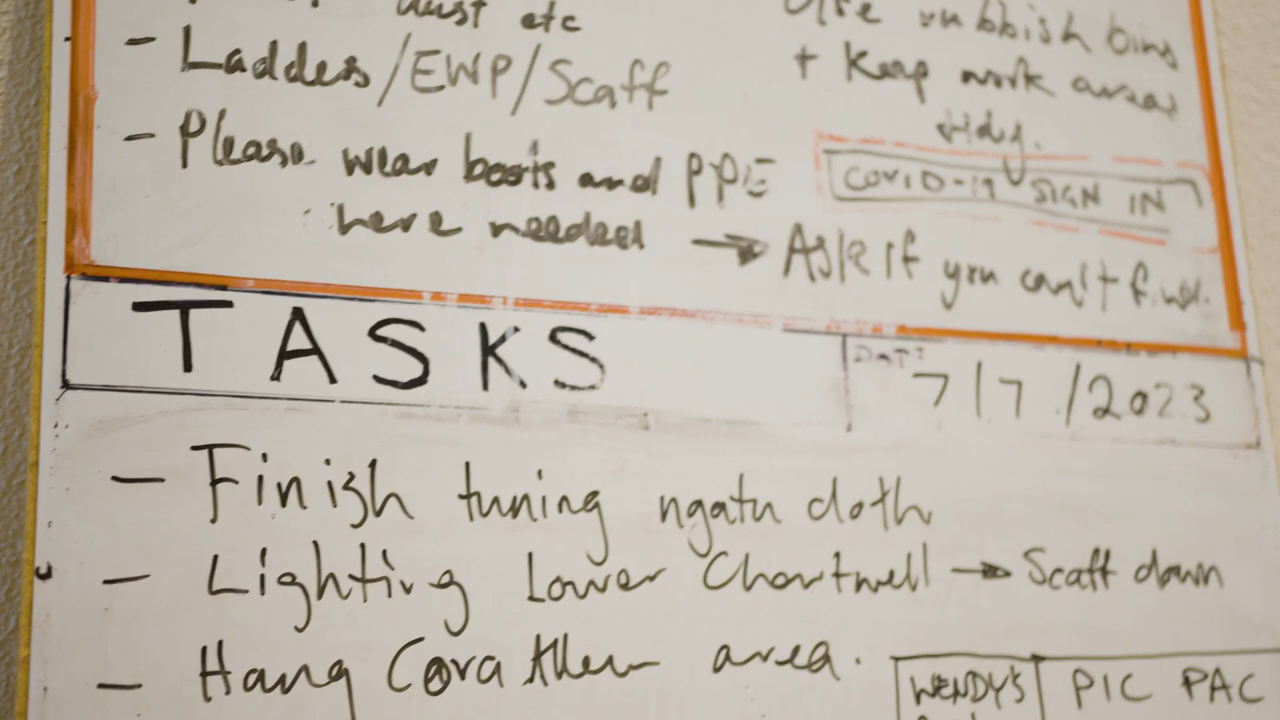 dust etc
- Ladders/EWP/Scaff
- Please wear boots and PPE
here needed → Ask if you can't find.
Use rubbish bins
+ Keep work areas
tidy.
COVID-19 SIGN IN
TASKS
DATE: 7/7/2023
- Finish tuning ngatu cloth
- Lighting Lower Chartwell → Scaff down
- Hang Cora Allen area.
WENDY'S
PIC PAC